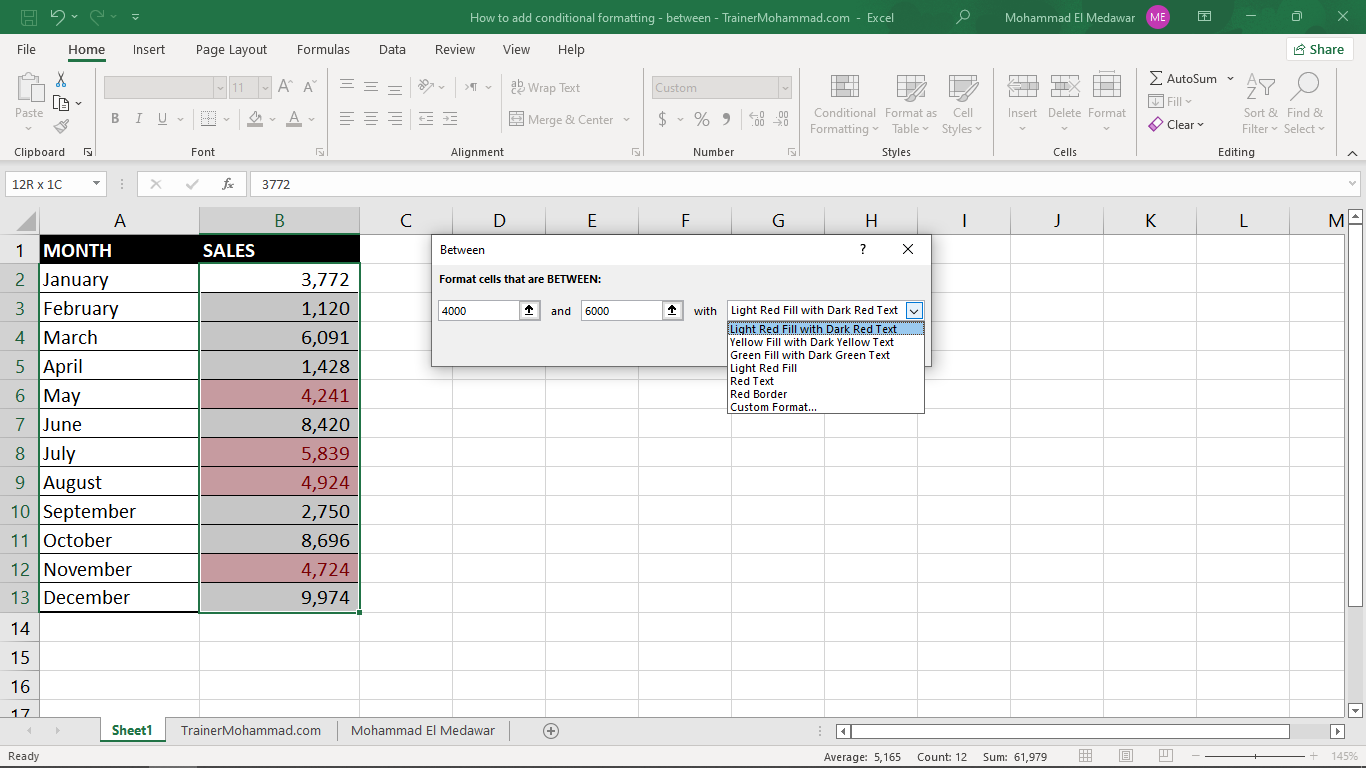 How to add conditional formatting - between - TrainerMohammad.com - Excel
Mohammad El Medawar ME
File Home Insert Page Layout Formulas Data Review View Help
Share
Paste
11
Wrap Text
Merge & Center
Custom
Conditional Formatting
Format as Table
Cell Styles
Insert Delete Format
AutoSum
Fill
Clear
Sort & Filter
Find & Select
Clipboard Font Alignment Number Styles Cells Editing
12R x 1C fx 3772
A B C D E F G H I J K L M
1 MONTH SALES
2 January 3,772
3 February 1,120
4 March 6,091
5 April 1,428
6 May 4,241
7 June 8,420
8 July 5,839
9 August 4,924
10 September 2,750
11 October 8,696
12 November 4,724
13 December 9,974
14
15
16
17
Between ?
Format cells that are BETWEEN:
4000 and 6000 with Light Red Fill with Dark Red Text
Light Red Fill with Dark Red Text
Yellow Fill with Dark Yellow Text
Green Fill with Dark Green Text
Light Red Fill
Red Text
Red Border
Custom Format...
Sheet1 TrainerMohammad.com Mohammad El Medawar
Ready Average: 5,165 Count: 12 Sum: 61,979 145%